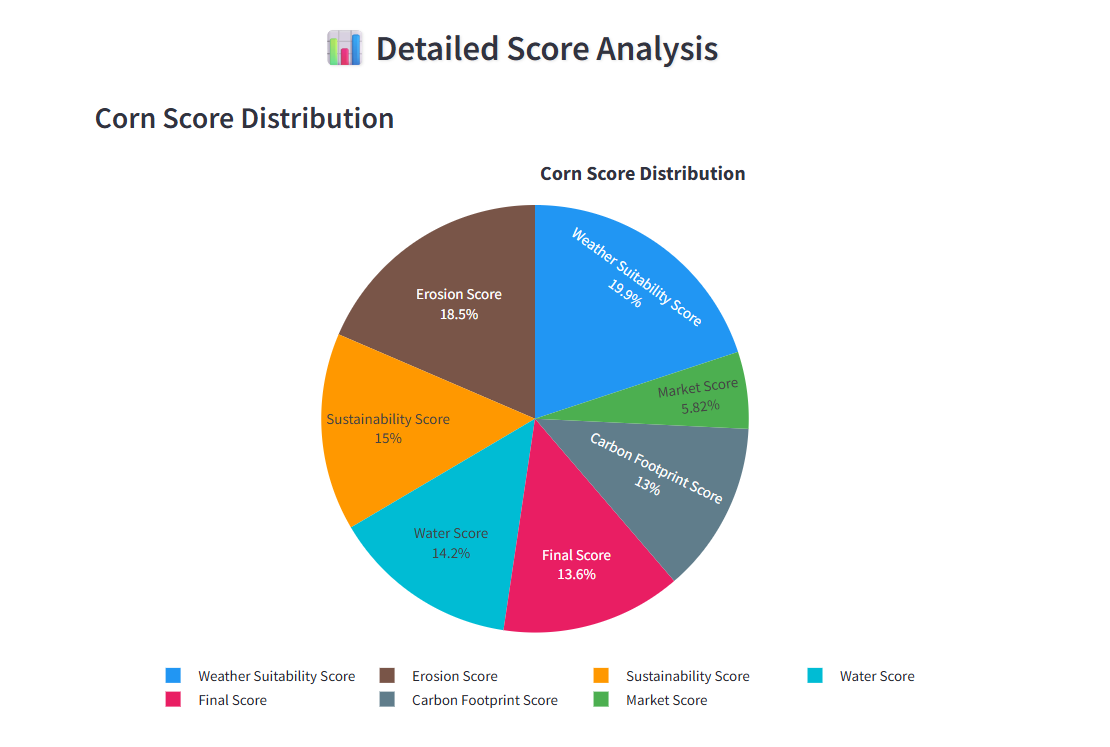 Detailed Score Analysis
Corn Score Distribution
Corn Score Distribution
Weather Suitability Score
19.9%
Market Score
5.82%
Carbon Footprint Score
13%
Final Score
13.6%
Water Score
14.2%
Sustainability Score
15%
Erosion Score
18.5%
Weather Suitability Score
Erosion Score
Sustainability Score
Water Score
Final Score
Carbon Footprint Score
Market Score